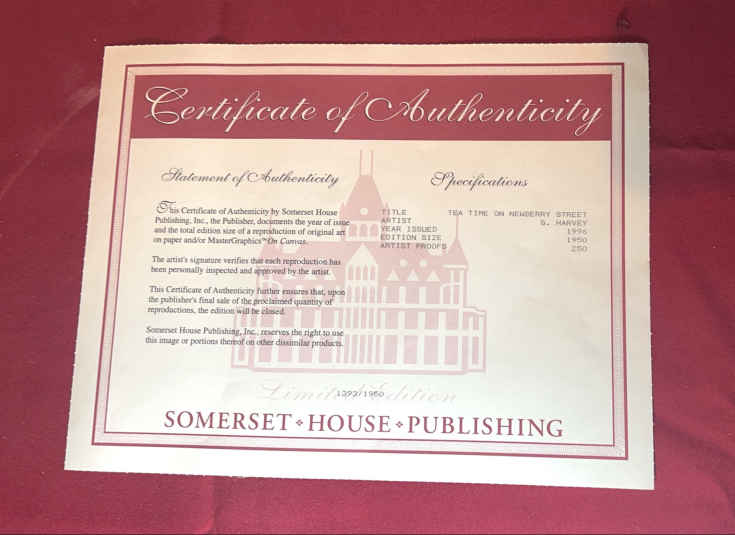 Certificate of Authenticity
Statement of Authenticity
This Certificate of Authenticity by Somerset House
Publishing, Inc., the Publisher, documents the year of issue
and the total edition size of a reproduction of original art
on paper and/or MasterGraphics™On Canvas.
The artist's signature verifies that each reproduction has
been personally inspected and approved by the artist.
This Certificate of Authenticity further ensures that, upon
the publisher's final sale of the proclaimed quantity of
reproductions, the edition will be closed.
Somerset House Publishing, Inc., reserves the right to use
this image or portions thereof on other dissimilar products.
Specifications
TITLE TEA TIME ON NEWBERRY STREET
ARTIST G. HARVEY
YEAR ISSUED 1996
EDITION SIZE 1950
ARTIST PROOFS 250
Limited Edition
/1950
SOMERSET❖HOUSE❖PUBLISHING